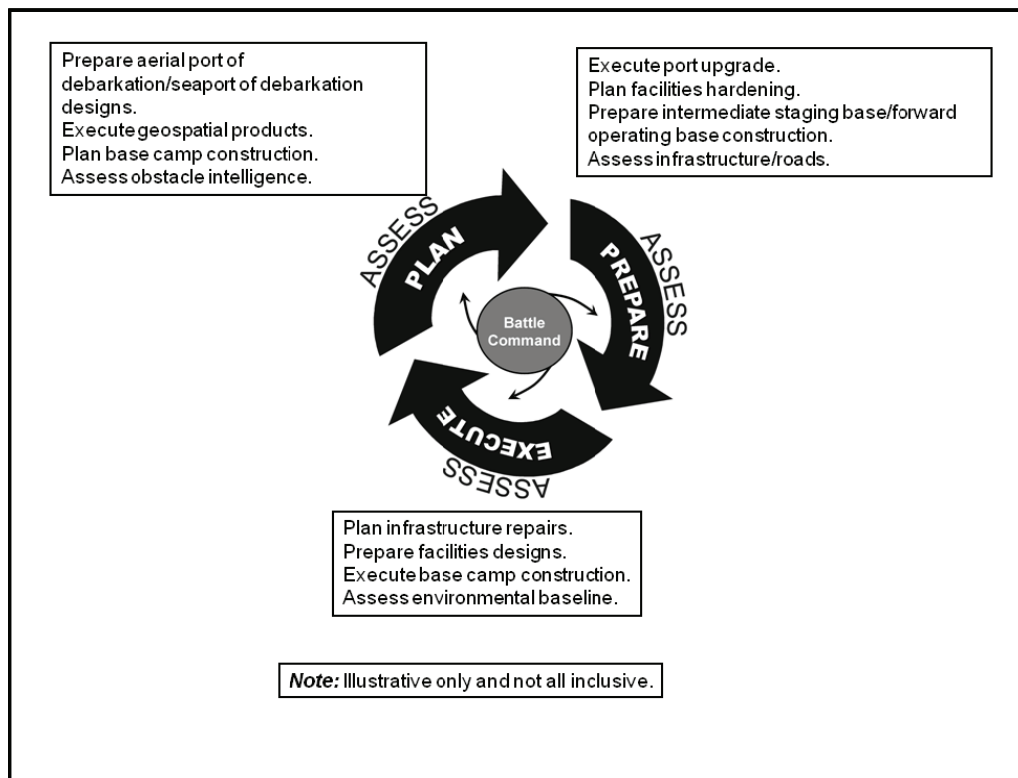 Prepare aerial port of
debarkation/seaport of debarkation
designs.
Execute geospatial products.
Plan base camp construction.
Assess obstacle intelligence.
Execute port upgrade.
Plan facilities hardening.
Prepare intermediate staging base/forward
operating base construction.
Assess infrastructure/roads.
ASSESS
PLAN
ASSESS
PREPARE
Battle
Command
EXECUTE
ASSESS
Plan infrastructure repairs.
Prepare facilities designs.
Execute base camp construction.
Assess environmental baseline.
Note: Illustrative only and not all inclusive.